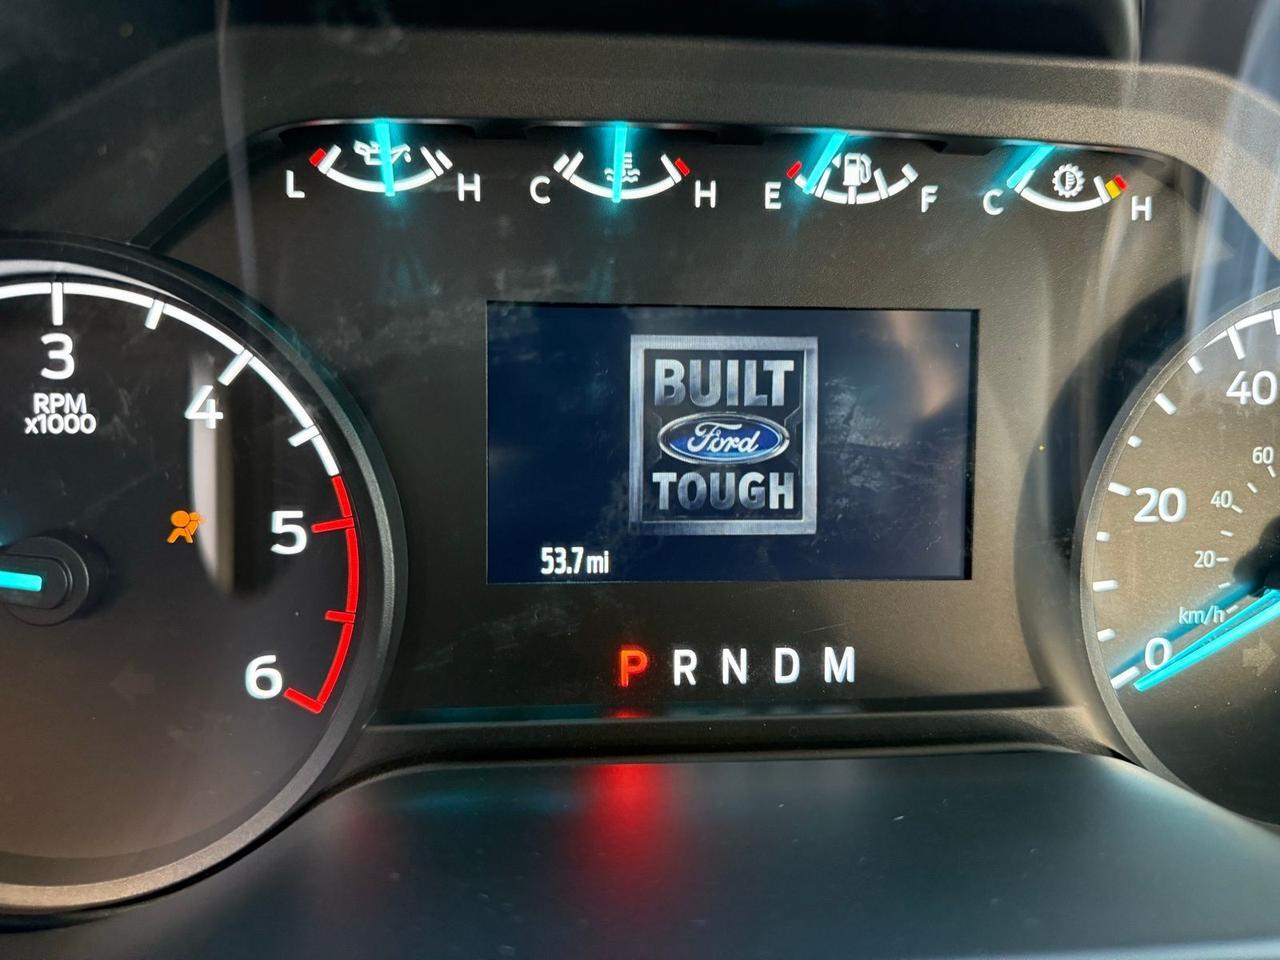 L H C H E F C H
3
RPM
x1000
4
5
6
BUILT
Ford
TOUGH
53.7 mi
P R N D M
40
60
20
40
20
km/h
0